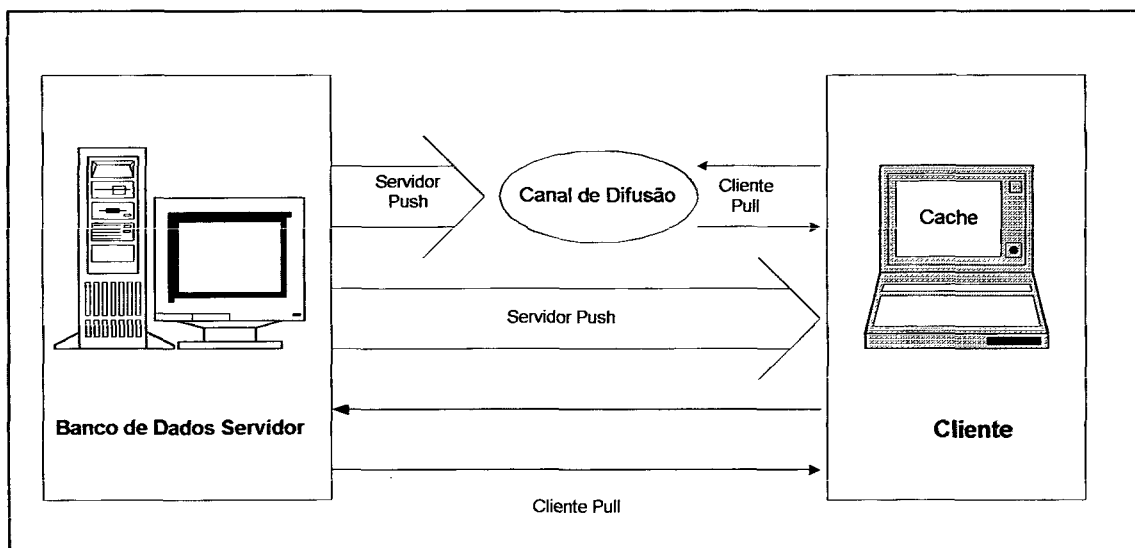 Servidor
Push
Canal de Difusão
Cliente
Pull
Cache
Servidor Push
Banco de Dados Servidor
Cliente
Cliente Pull